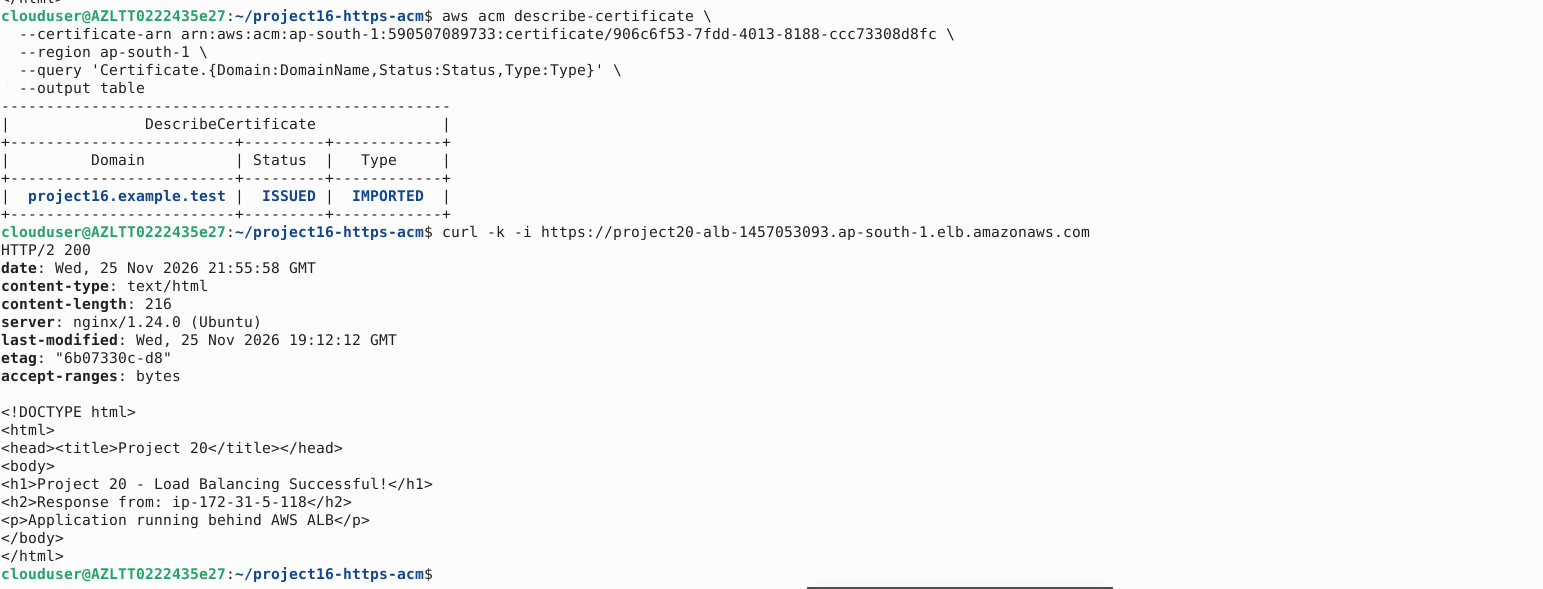 clouduser@AZLTT0222435e27:~/project16-https-acm$ aws acm describe-certificate \
  --certificate-arn arn:aws:acm:ap-south-1:590507089733:certificate/906c6f53-7fdd-4013-8188-ccc73308d8fc \
  --region ap-south-1 \
  --query 'Certificate.{Domain:DomainName,Status:Status,Type:Type}' \
  --output table
--------------------------------------------------
|               DescribeCertificate              |
+-------------------------+---------+------------+
|         Domain          | Status  |   Type     |
+-------------------------+---------+------------+
|  project16.example.test |  ISSUED |  IMPORTED  |
+-------------------------+---------+------------+
clouduser@AZLTT0222435e27:~/project16-https-acm$ curl -k -i https://project20-alb-1457053093.ap-south-1.elb.amazonaws.com
HTTP/2 200
date: Wed, 25 Nov 2026 21:55:58 GMT
content-type: text/html
content-length: 216
server: nginx/1.24.0 (Ubuntu)
last-modified: Wed, 25 Nov 2026 19:12:12 GMT
etag: "6b07330c-d8"
accept-ranges: bytes

<!DOCTYPE html>
<html>
<head><title>Project 20</title></head>
<body>
<h1>Project 20 - Load Balancing Successful!</h1>
<h2>Response from: ip-172-31-5-118</h2>
<p>Application running behind AWS ALB</p>
</body>
</html>
clouduser@AZLTT0222435e27:~/project16-https-acm$